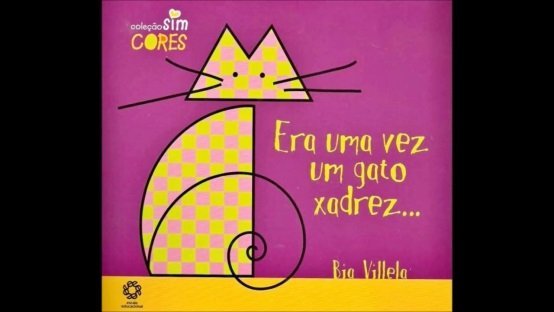 coleção sim
CORES
Era uma vez
um gato
xadrez...
Bia Villela